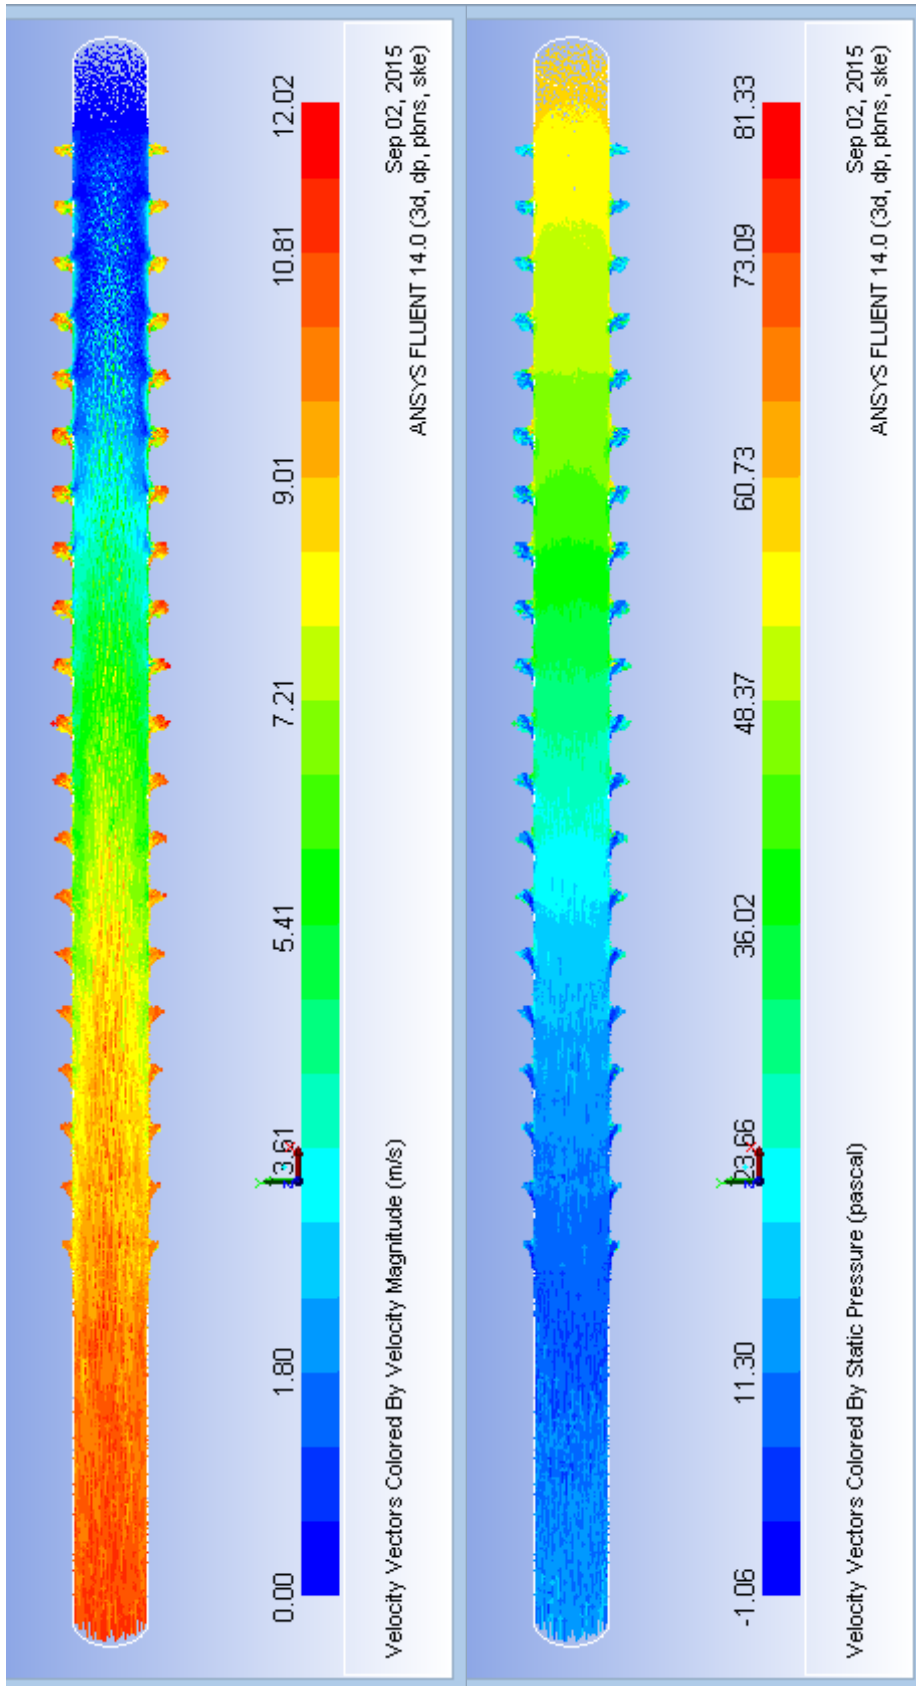 0.00 1.80 3.61 5.41 7.21 9.01 10.81 12.02
Velocity Vectors Colored By Velocity Magnitude (m/s) Sep 02, 2015
ANSYS FLUENT 14.0 (3d, dp, pbns, ske)
-1.06 11.30 23.66 36.02 48.37 60.73 73.09 81.33
Velocity Vectors Colored By Static Pressure (pascal) Sep 02, 2015
ANSYS FLUENT 14.0 (3d, dp, pbns, ske)